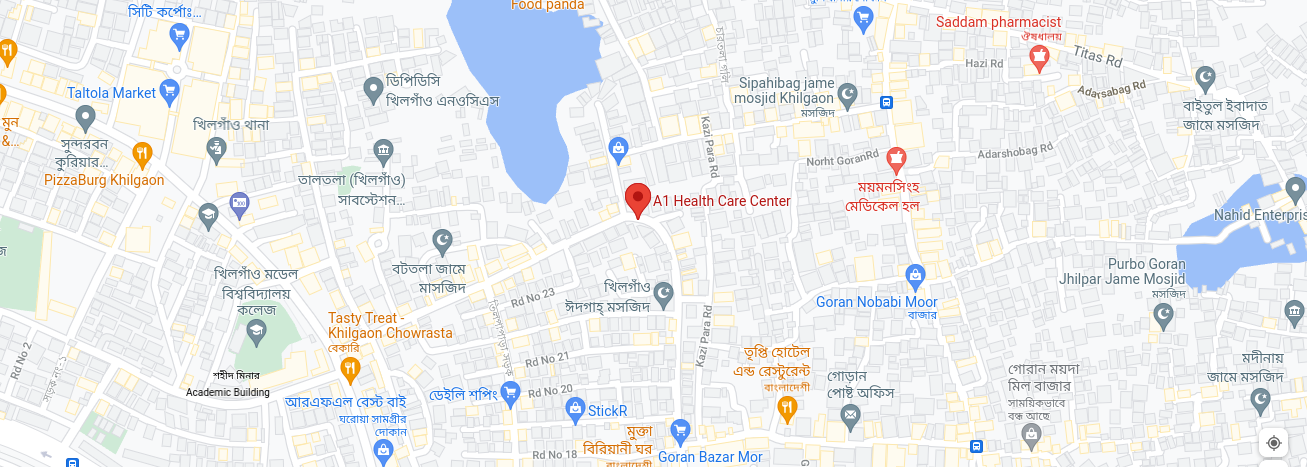 সিটি কর্পোঃ...
Food panda
Saddam pharmacist
ঔষধালয়
Titas Rd
Hazi Rd
Taltola Market
ডিপিডিসি
খিলগাঁও এনওসিএস
Sipahibag jame
mosjid Khilgaon
মসজিদ
Adarsabag Rd
বাইতুল ইবাদাত
জামে মসজিদ
মুন
&...
সুন্দরবন
কুরিয়ার...
খিলগাঁও থানা
Kazi Para Rd
Norht GoranRd
Adarshobag Rd
PizzaBurg Khilgaon
তালতলা (খিলগাঁও)
সাবস্টেশন...
ময়মনসিংহ
মেডিকেল হল
A1 Health Care Center
Nahid Enterpris
বটতলা জামে
মাসজিদ
খিলগাঁও মডেল
বিশ্ববিদ্যালয়
কলেজ
Rd No 23
খিলগাঁও
ঈদগাহ্ মসজিদ
Purbo Goran
Jhilpar Jame Mosjid
মসজিদ
Goran Nobabi Moor
বাজার
Tasty Treat -
Khilgaon Chowrasta
বেকারি
তিলপাপাড়া সড়ক
Kazi Para Rd
Rd No 2
সড়ক নং ২
Rd No 21
তৃপ্তি হোটেল
এন্ড রেস্টুরেন্ট
বাংলাদেশী
গোরান ময়দা
মিল বাজার
সাময়িকভাবে
বন্ধ আছে
মদীনায়
জামে মসজিদ
শহীদ মিনার
Academic Building
গোড়ান
পোষ্ট অফিস
Rd No 20
ডেইলি শপিং
আরএফএল বেস্ট বাই
ঘরোয়া সামগ্রীর
দোকান
StickR
মুক্তা
বিরিয়ানী ঘর
বাংলাদেশী
Rd No 18
Goran Bazar Mor